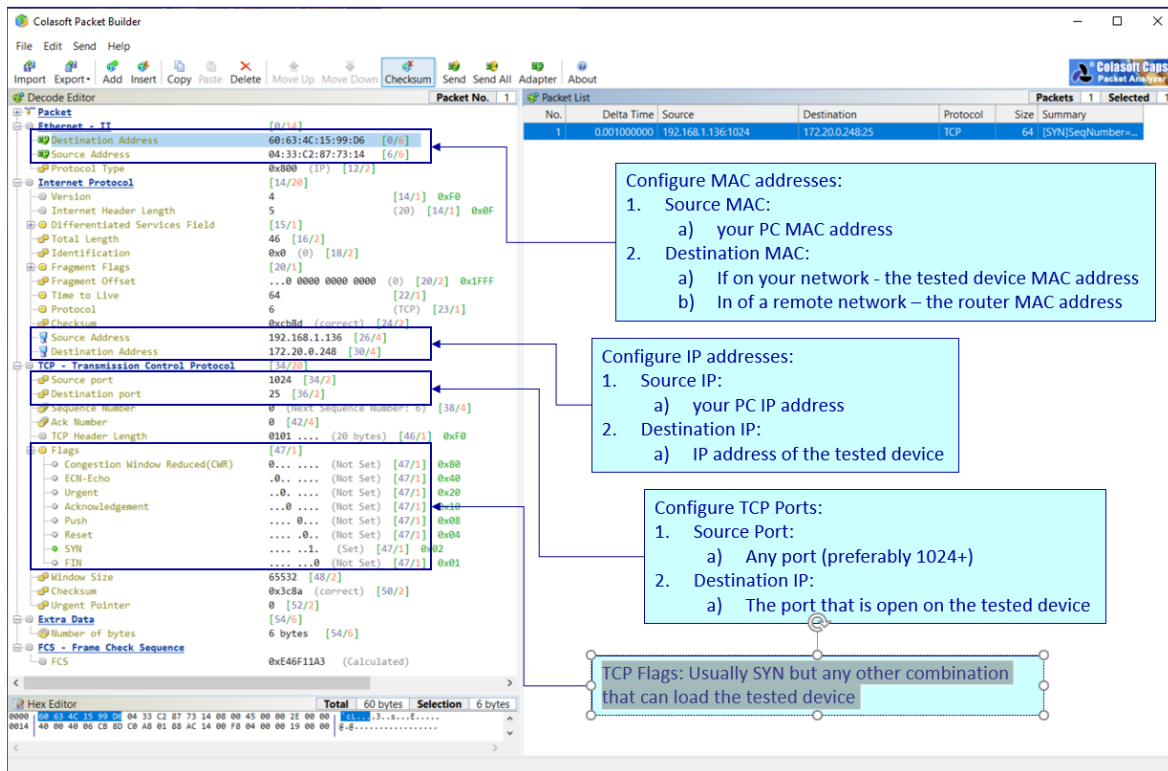 Colasoft Packet Builder
File Edit Send Help
Import Export Add Insert Copy Paste Delete Move Up Move Down Checksum Send Send All Adapter About
Colasoft Caps
Packet Analyzer
Decode Editor Packet No. 1
Packet
Ethernet - II [0/14]
Destination Address 60:63:4C:15:99:D6 [0/6]
Source Address 04:33:C2:87:73:14 [6/6]
Protocol Type 0x800 (IP) [12/2]
Internet Protocol [14/20]
Version 4 [14/1] 0xF0
Internet Header Length 5 (20) [14/1] 0x0F
Differentiated Services Field [15/1]
Total Length 46 [16/2]
Identification 0x0 (0) [18/2]
Fragment Flags [20/1]
Fragment Offset ...0 0000 0000 0000 (0) [20/2] 0x1FFF
Time to Live 64 [22/1]
Protocol 6 (TCP) [23/1]
Checksum 0xcb8d (correct) [24/2]
Source Address 192.168.1.136 [26/4]
Destination Address 172.20.0.248 [30/4]
TCP - Transmission Control Protocol [34/20]
Source port 1024 [34/2]
Destination port 25 [36/2]
Sequence Number 0 (Next Sequence Number: 6) [38/4]
Ack Number 0 [42/4]
TCP Header Length 0101 .... (20 bytes) [46/1] 0xF0
Flags [47/1]
Congestion Window Reduced(CWR) 0... .... (Not Set) [47/1] 0x80
ECN-Echo .0.. .... (Not Set) [47/1] 0x40
Urgent ..0. .... (Not Set) [47/1] 0x20
Acknowledgement ...0 .... (Not Set) [47/1] 0x10
Push .... 0... (Not Set) [47/1] 0x08
Reset .... .0.. (Not Set) [47/1] 0x04
SYN .... ..1. (Set) [47/1] 0x02
FIN .... ...0 (Not Set) [47/1] 0x01
Window Size 65532 [48/2]
Checksum 0x3c8a (correct) [50/2]
Urgent Pointer 0 [52/2]
Extra Data [54/6]
Number of bytes 6 bytes [54/6]
FCS - Frame Check Sequence
FCS 0xE46F11A3 (Calculated)
Hex Editor Total 60 bytes Selection 6 bytes
0000 60 63 4C 15 99 D6 04 33 C2 87 73 14 08 00 45 00 00 2E 00 00 `cL....3..s...E.....
0014 40 00 40 06 CB 8D C0 A8 01 88 AC 14 00 F8 04 00 00 19 00 00 @.@.................
Packet List Packets 1 Selected 1
No. Delta Time Source Destination Protocol Size Summary
1 0.001000000 192.168.1.136:1024 172.20.0.248:25 TCP 64 [SYN]SeqNumber=...
Configure MAC addresses:
1. Source MAC:
a) your PC MAC address
2. Destination MAC:
a) If on your network - the tested device MAC address
b) In of a remote network – the router MAC address
Configure IP addresses:
1. Source IP:
a) your PC IP address
2. Destination IP:
a) IP address of the tested device
Configure TCP Ports:
1. Source Port:
a) Any port (preferably 1024+)
2. Destination IP:
a) The port that is open on the tested device
TCP Flags: Usually SYN but any other combination
that can load the tested device